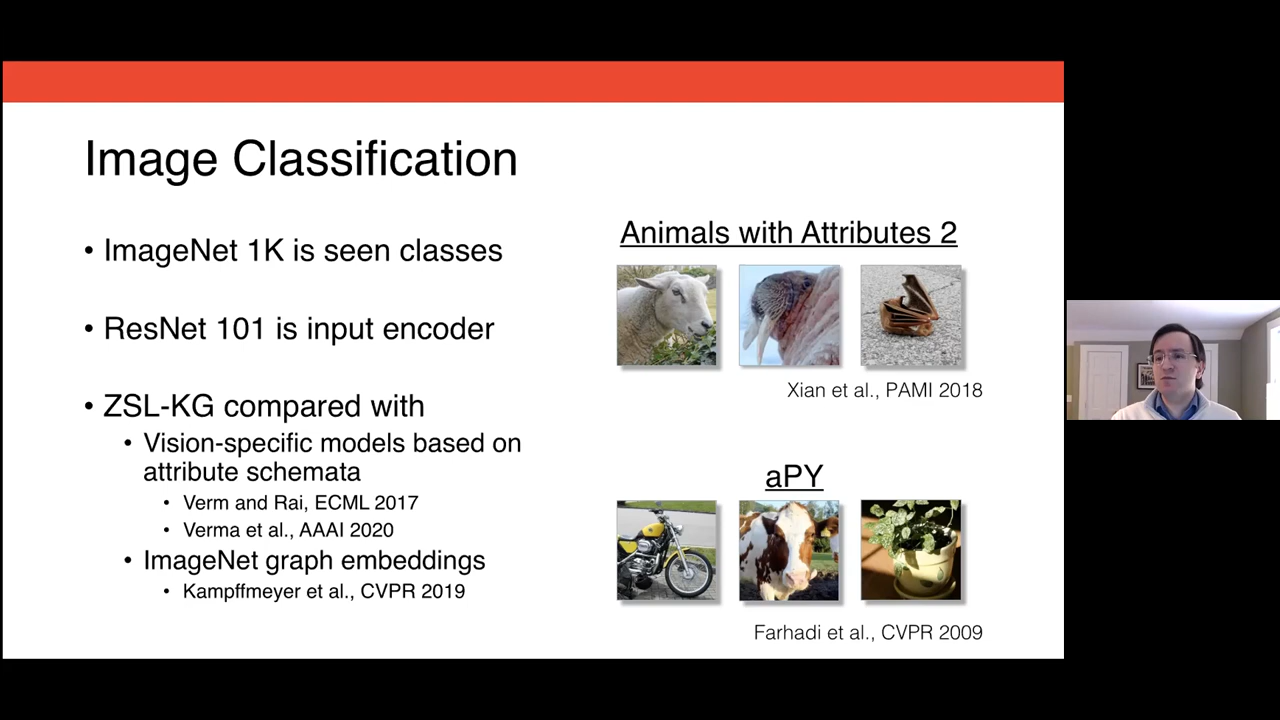 Image Classification
• ImageNet 1K is seen classes
• ResNet 101 is input encoder
• ZSL-KG compared with
• Vision-specific models based on
attribute schemata
• Verm and Rai, ECML 2017
• Verma et al., AAAI 2020
• ImageNet graph embeddings
• Kampffmeyer et al., CVPR 2019
Animals with Attributes 2
Xian et al., PAMI 2018
aPY
Farhadi et al., CVPR 2009